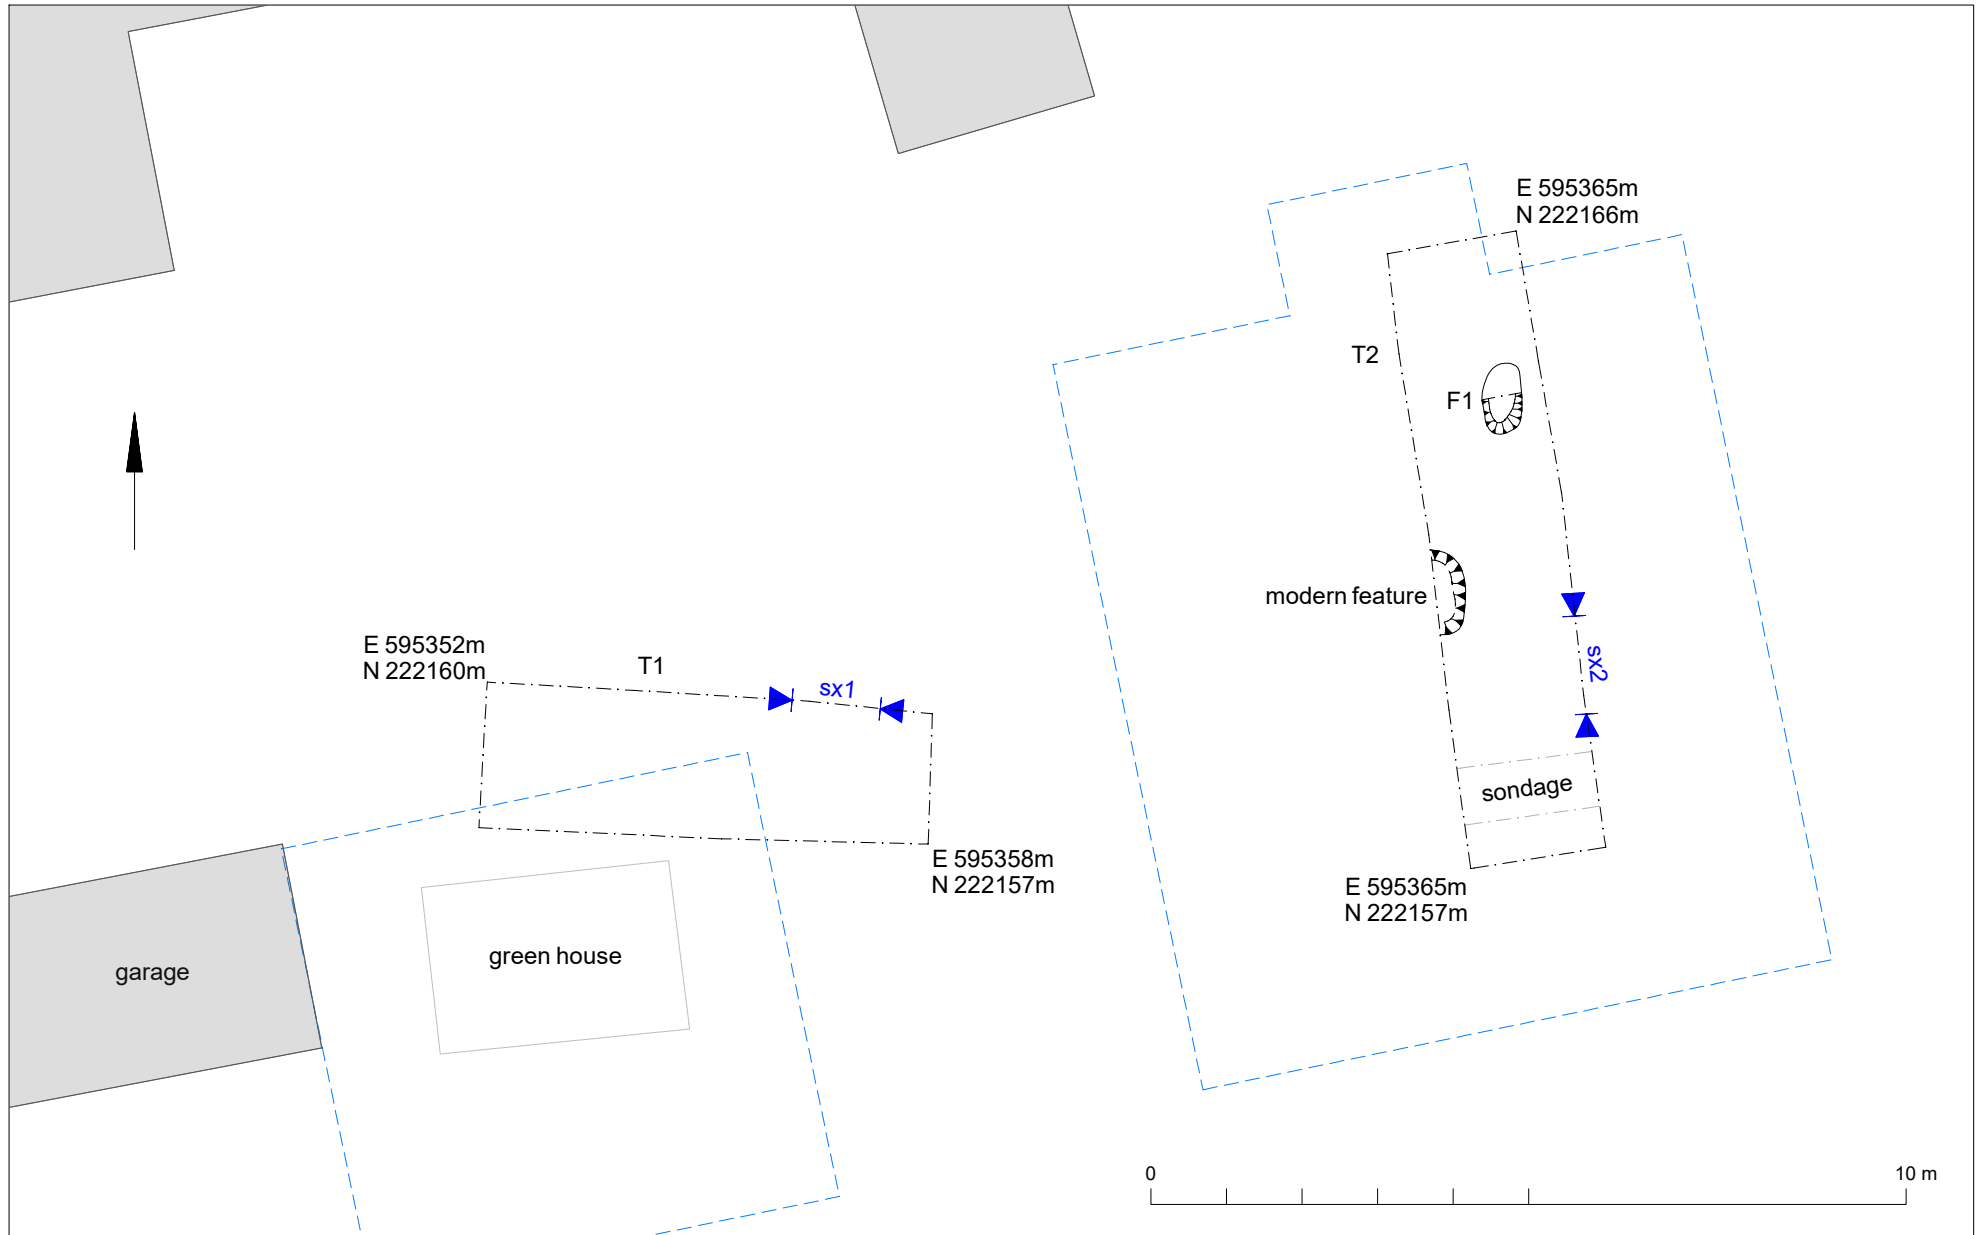 E 595365m
N 222166m
T2
F1
modern feature
E 595352m
N 222160m
T1
sx1
sx2
sondage
E 595358m
N 222157m
E 595365m
N 222157m
green house
garage
0
10 m